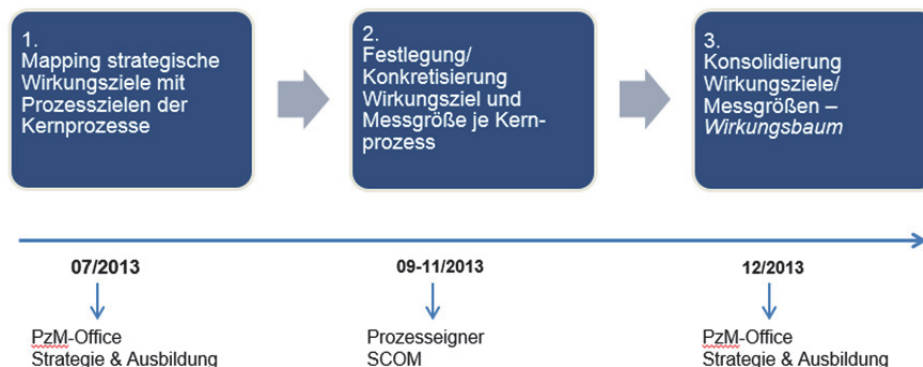 1.
Mapping strategische
Wirkungsziele mit
Prozesszielen der
Kernprozesse
2.
Festlegung/
Konkretisierung
Wirkungsziel und
Messgröße je Kern-
prozess
3.
Konsolidierung
Wirkungsziele/
Messgrößen –
Wirkungsbaum
07/2013
09-11/2013
12/2013
PzM-Office
Strategie & Ausbildung
Prozesseigner
SCOM
PzM-Office
Strategie & Ausbildung